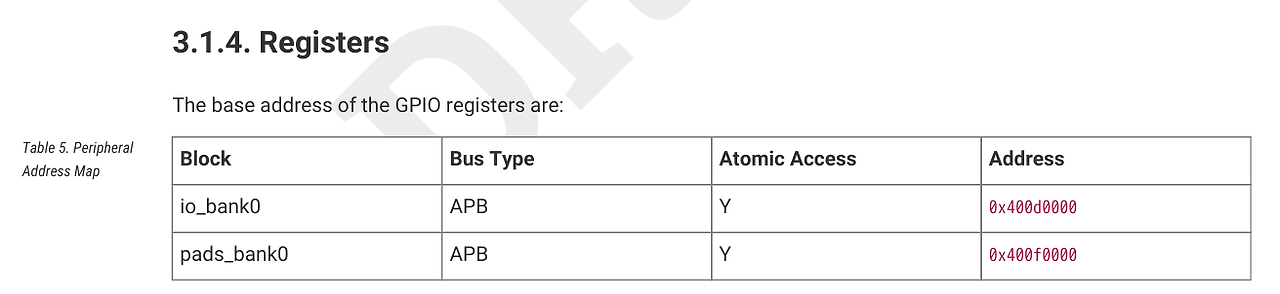 3.1.4. Registers
The base address of the GPIO registers are:
Table 5. Peripheral
Address Map
Block Bus Type Atomic Access Address
io_bank0 APB Y 0x400d0000
pads_bank0 APB Y 0x400f0000